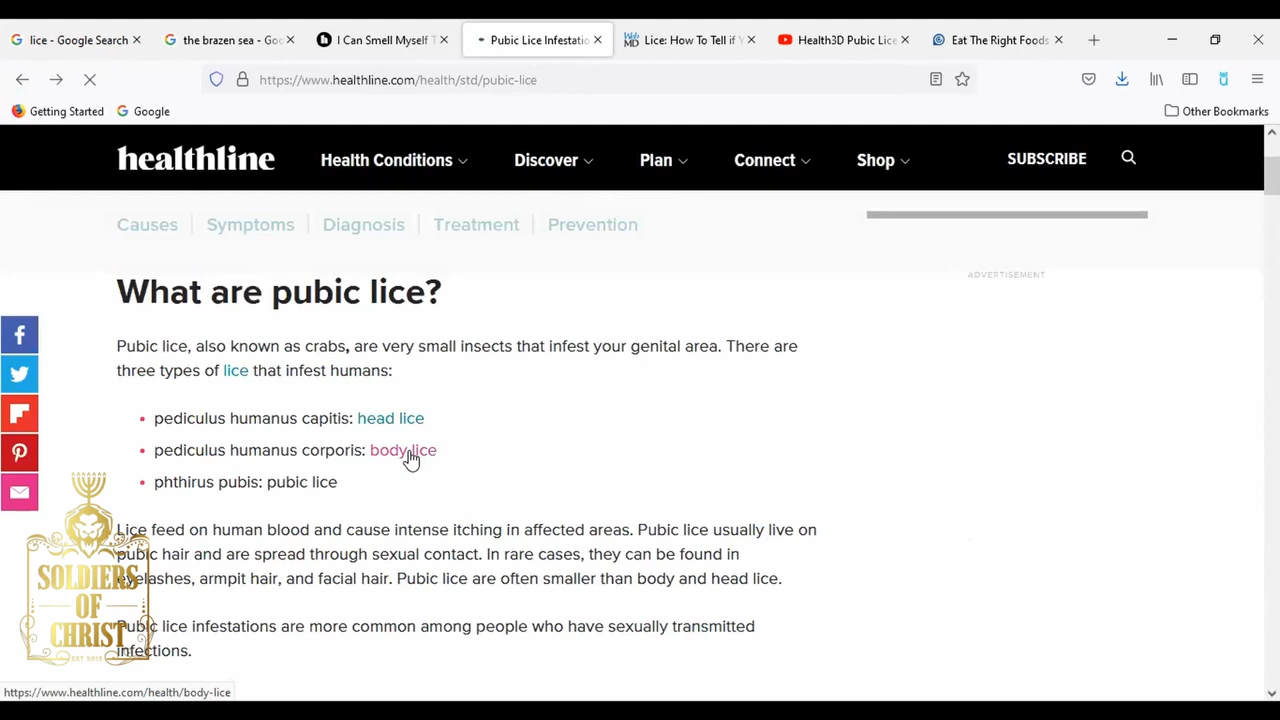 lice - Google Search
the brazen sea - Goo
I Can Smell Myself T
Pubic Lice Infestatio
WebMD
Lice: How To Tell if Y
Health3D Pubic Lice
Eat The Right Foods
https://www.healthline.com/health/std/pubic-lice
Getting Started
Google
Other Bookmarks
healthline
Health Conditions
Discover
Plan
Connect
Shop
SUBSCRIBE
Causes
Symptoms
Diagnosis
Treatment
Prevention
ADVERTISEMENT
What are pubic lice?
Pubic lice, also known as crabs, are very small insects that infest your genital area. There are
three types of lice that infest humans:
• pediculus humanus capitis: head lice
• pediculus humanus corporis: body lice
• phthirus pubis: pubic lice
Lice feed on human blood and cause intense itching in affected areas. Pubic lice usually live on
pubic hair and are spread through sexual contact. In rare cases, they can be found in
eyelashes, armpit hair, and facial hair. Pubic lice are often smaller than body and head lice.
Pubic lice infestations are more common among people who have sexually transmitted
infections.
SOLDIERS
OF
CHRIST
EST 2015
https://www.healthline.com/health/body-lice